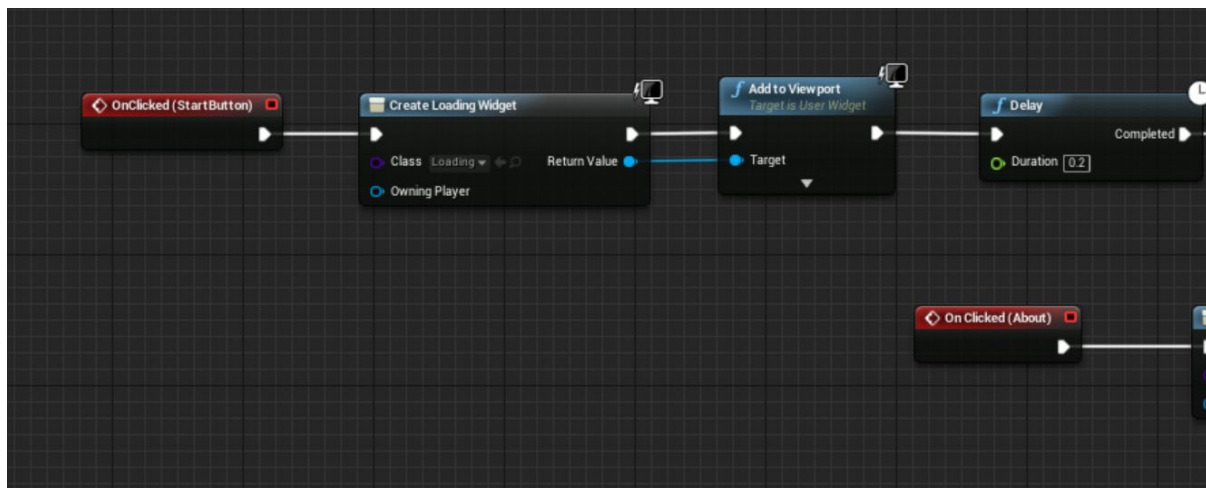 OnClicked (StartButton)
Create Loading Widget
Class Loading
Return Value
Owning Player
f Add to Viewport
Target is User Widget
Target
f Delay
Completed
Duration 0.2
On Clicked (About)